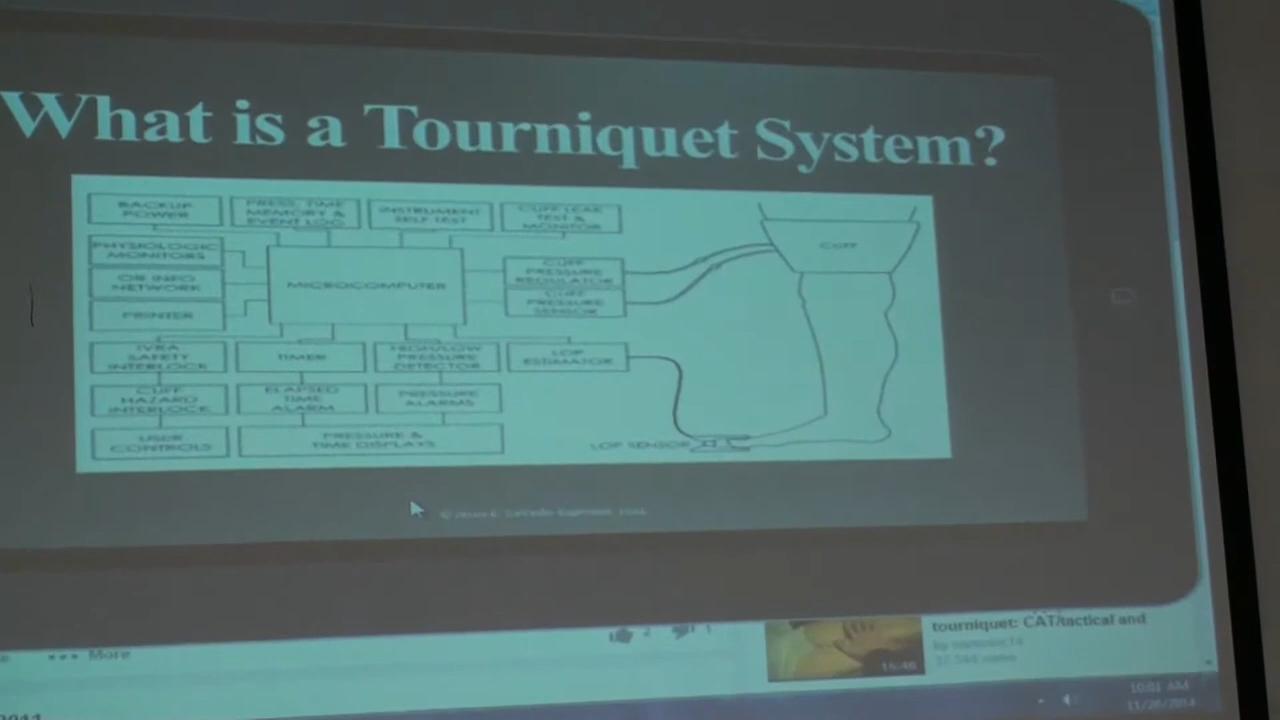 What is a Tourniquet System?
BACKUP
POWER
PRESS, TIME
MEMORY &
EVENT LOG
INSTRUMENT
SELF TEST
CUFF LEAK
TEST &
MONITOR
PHYSIOLOGIC
MONITORS
OR INFO
NETWORK
PRINTER
MICROCOMPUTER
CUFF
PRESSURE
REGULATOR
CUFF
PRESSURE
SENSOR
CUFF
IVRA
SAFETY
INTERLOCK
TIMER
HIGH/LOW
PRESSURE
DETECTOR
LOP
ESTIMATOR
CUFF
HAZARD
INTERLOCK
ELAPSED
TIME
ALARM
PRESSURE
ALARMS
USER
CONTROLS
PRESSURE &
TIME DISPLAYS
LOP SENSOR
More
2
1
16:46
tourniquet: CAT/tactical and
10:01 AM
11/26/2014